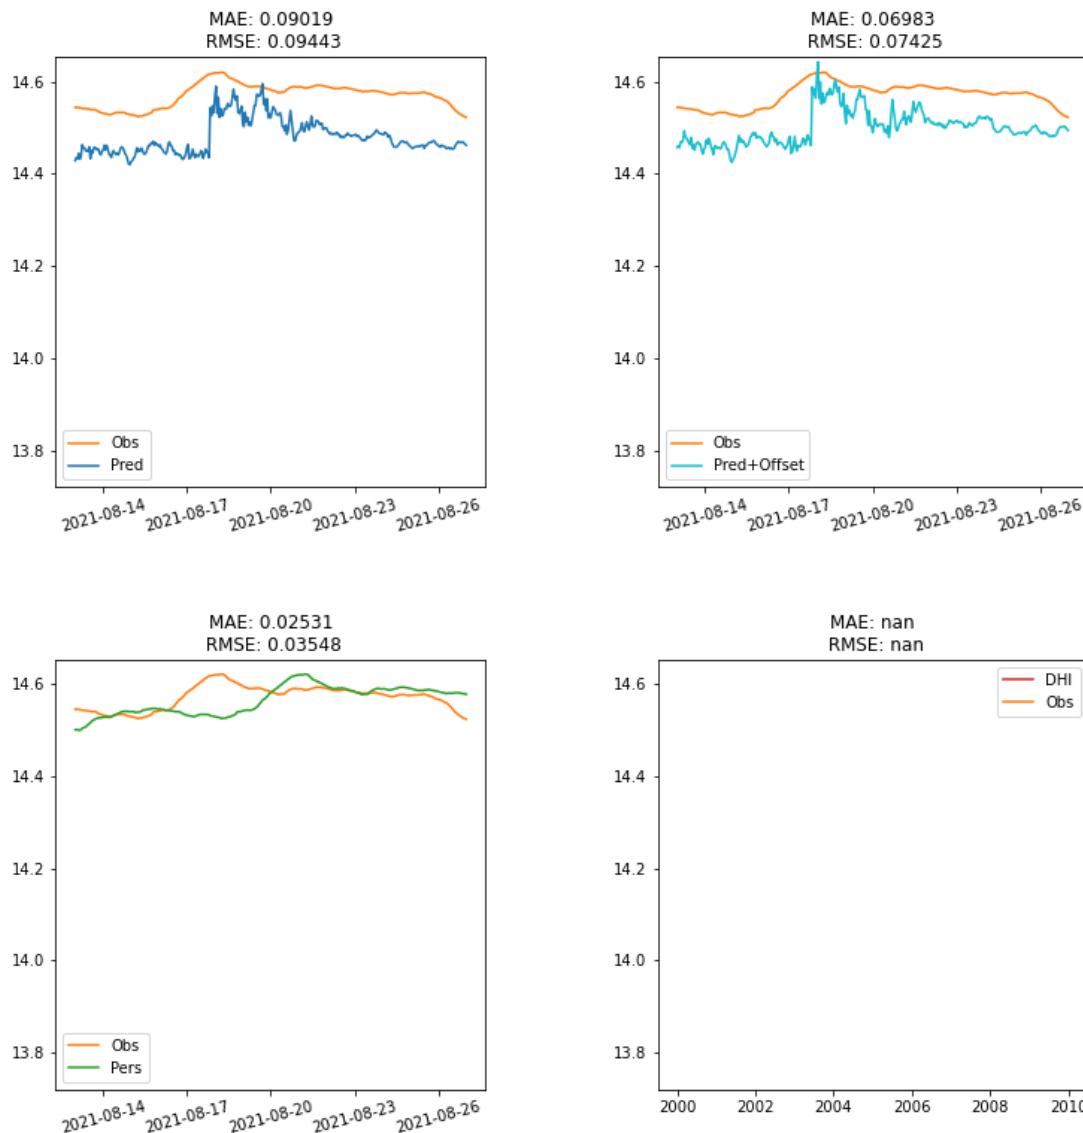 MAE: 0.09019
RMSE: 0.09443
14.6
14.4
14.2
14.0
13.8
Obs
Pred
2021-08-14
2021-08-17
2021-08-20
2021-08-23
2021-08-26
MAE: 0.06983
RMSE: 0.07425
14.6
14.4
14.2
14.0
13.8
Obs
Pred+Offset
2021-08-14
2021-08-17
2021-08-20
2021-08-23
2021-08-26
MAE: 0.02531
RMSE: 0.03548
14.6
14.4
14.2
14.0
13.8
Obs
Pers
2021-08-14
2021-08-17
2021-08-20
2021-08-23
2021-08-26
MAE: nan
RMSE: nan
DHI
Obs
14.6
14.4
14.2
14.0
13.8
2000
2002
2004
2006
2008
2010